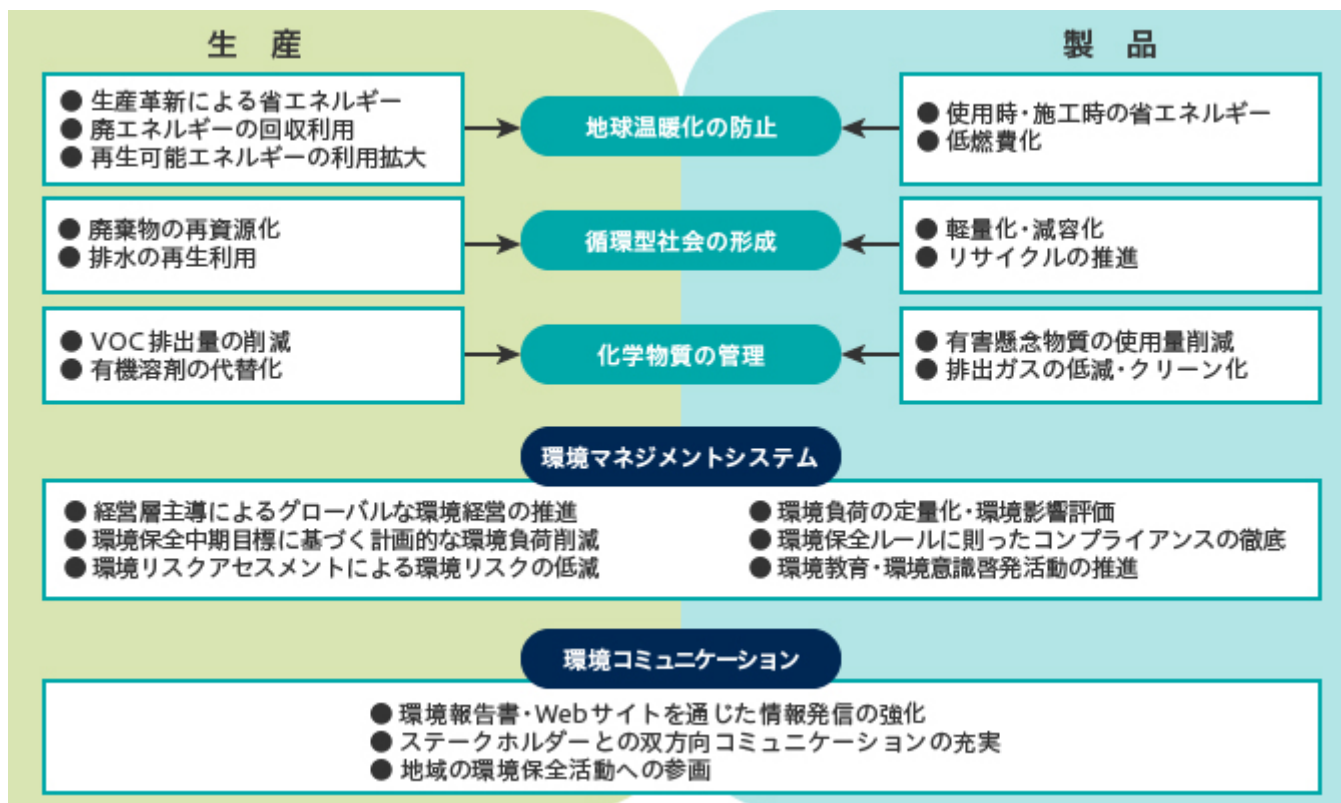 生 産
製 品
● 生産革新による省エネルギー
● 廃エネルギーの回収利用
● 再生可能エネルギーの利用拡大
地球温暖化の防止
● 使用時・施工時の省エネルギー
● 低燃費化
● 廃棄物の再資源化
● 排水の再生利用
循環型社会の形成
● 軽量化・減容化
● リサイクルの推進
● VOC排出量の削減
● 有機溶剤の代替化
化学物質の管理
● 有害懸念物質の使用量削減
● 排出ガスの低減・クリーン化
環境マネジメントシステム
● 経営層主導によるグローバルな環境経営の推進
● 環境保全中期目標に基づく計画的な環境負荷削減
● 環境リスクアセスメントによる環境リスクの低減
● 環境負荷の定量化・環境影響評価
● 環境保全ルールに則ったコンプライアンスの徹底
● 環境教育・環境意識啓発活動の推進
環境コミュニケーション
● 環境報告書・Webサイトを通じた情報発信の強化
● ステークホルダーとの双方向コミュニケーションの充実
● 地域の環境保全活動への参画